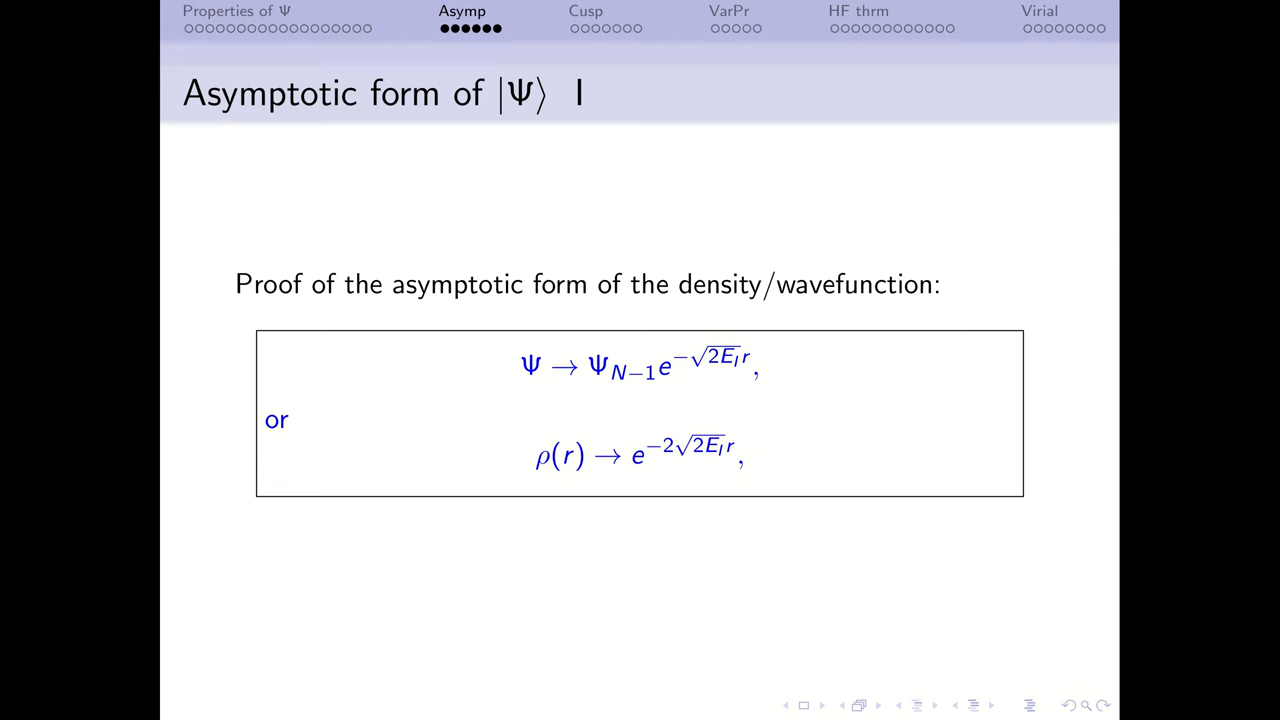 Properties of Ψ Asymp Cusp VarPr HF thrm Virial
Asymptotic form of |Ψ⟩ I
Proof of the asymptotic form of the density/wavefunction:
Ψ → Ψ_{N−1}e^{−√(2E_I)r},
or
ρ(r) → e^{−2√(2E_I)r},